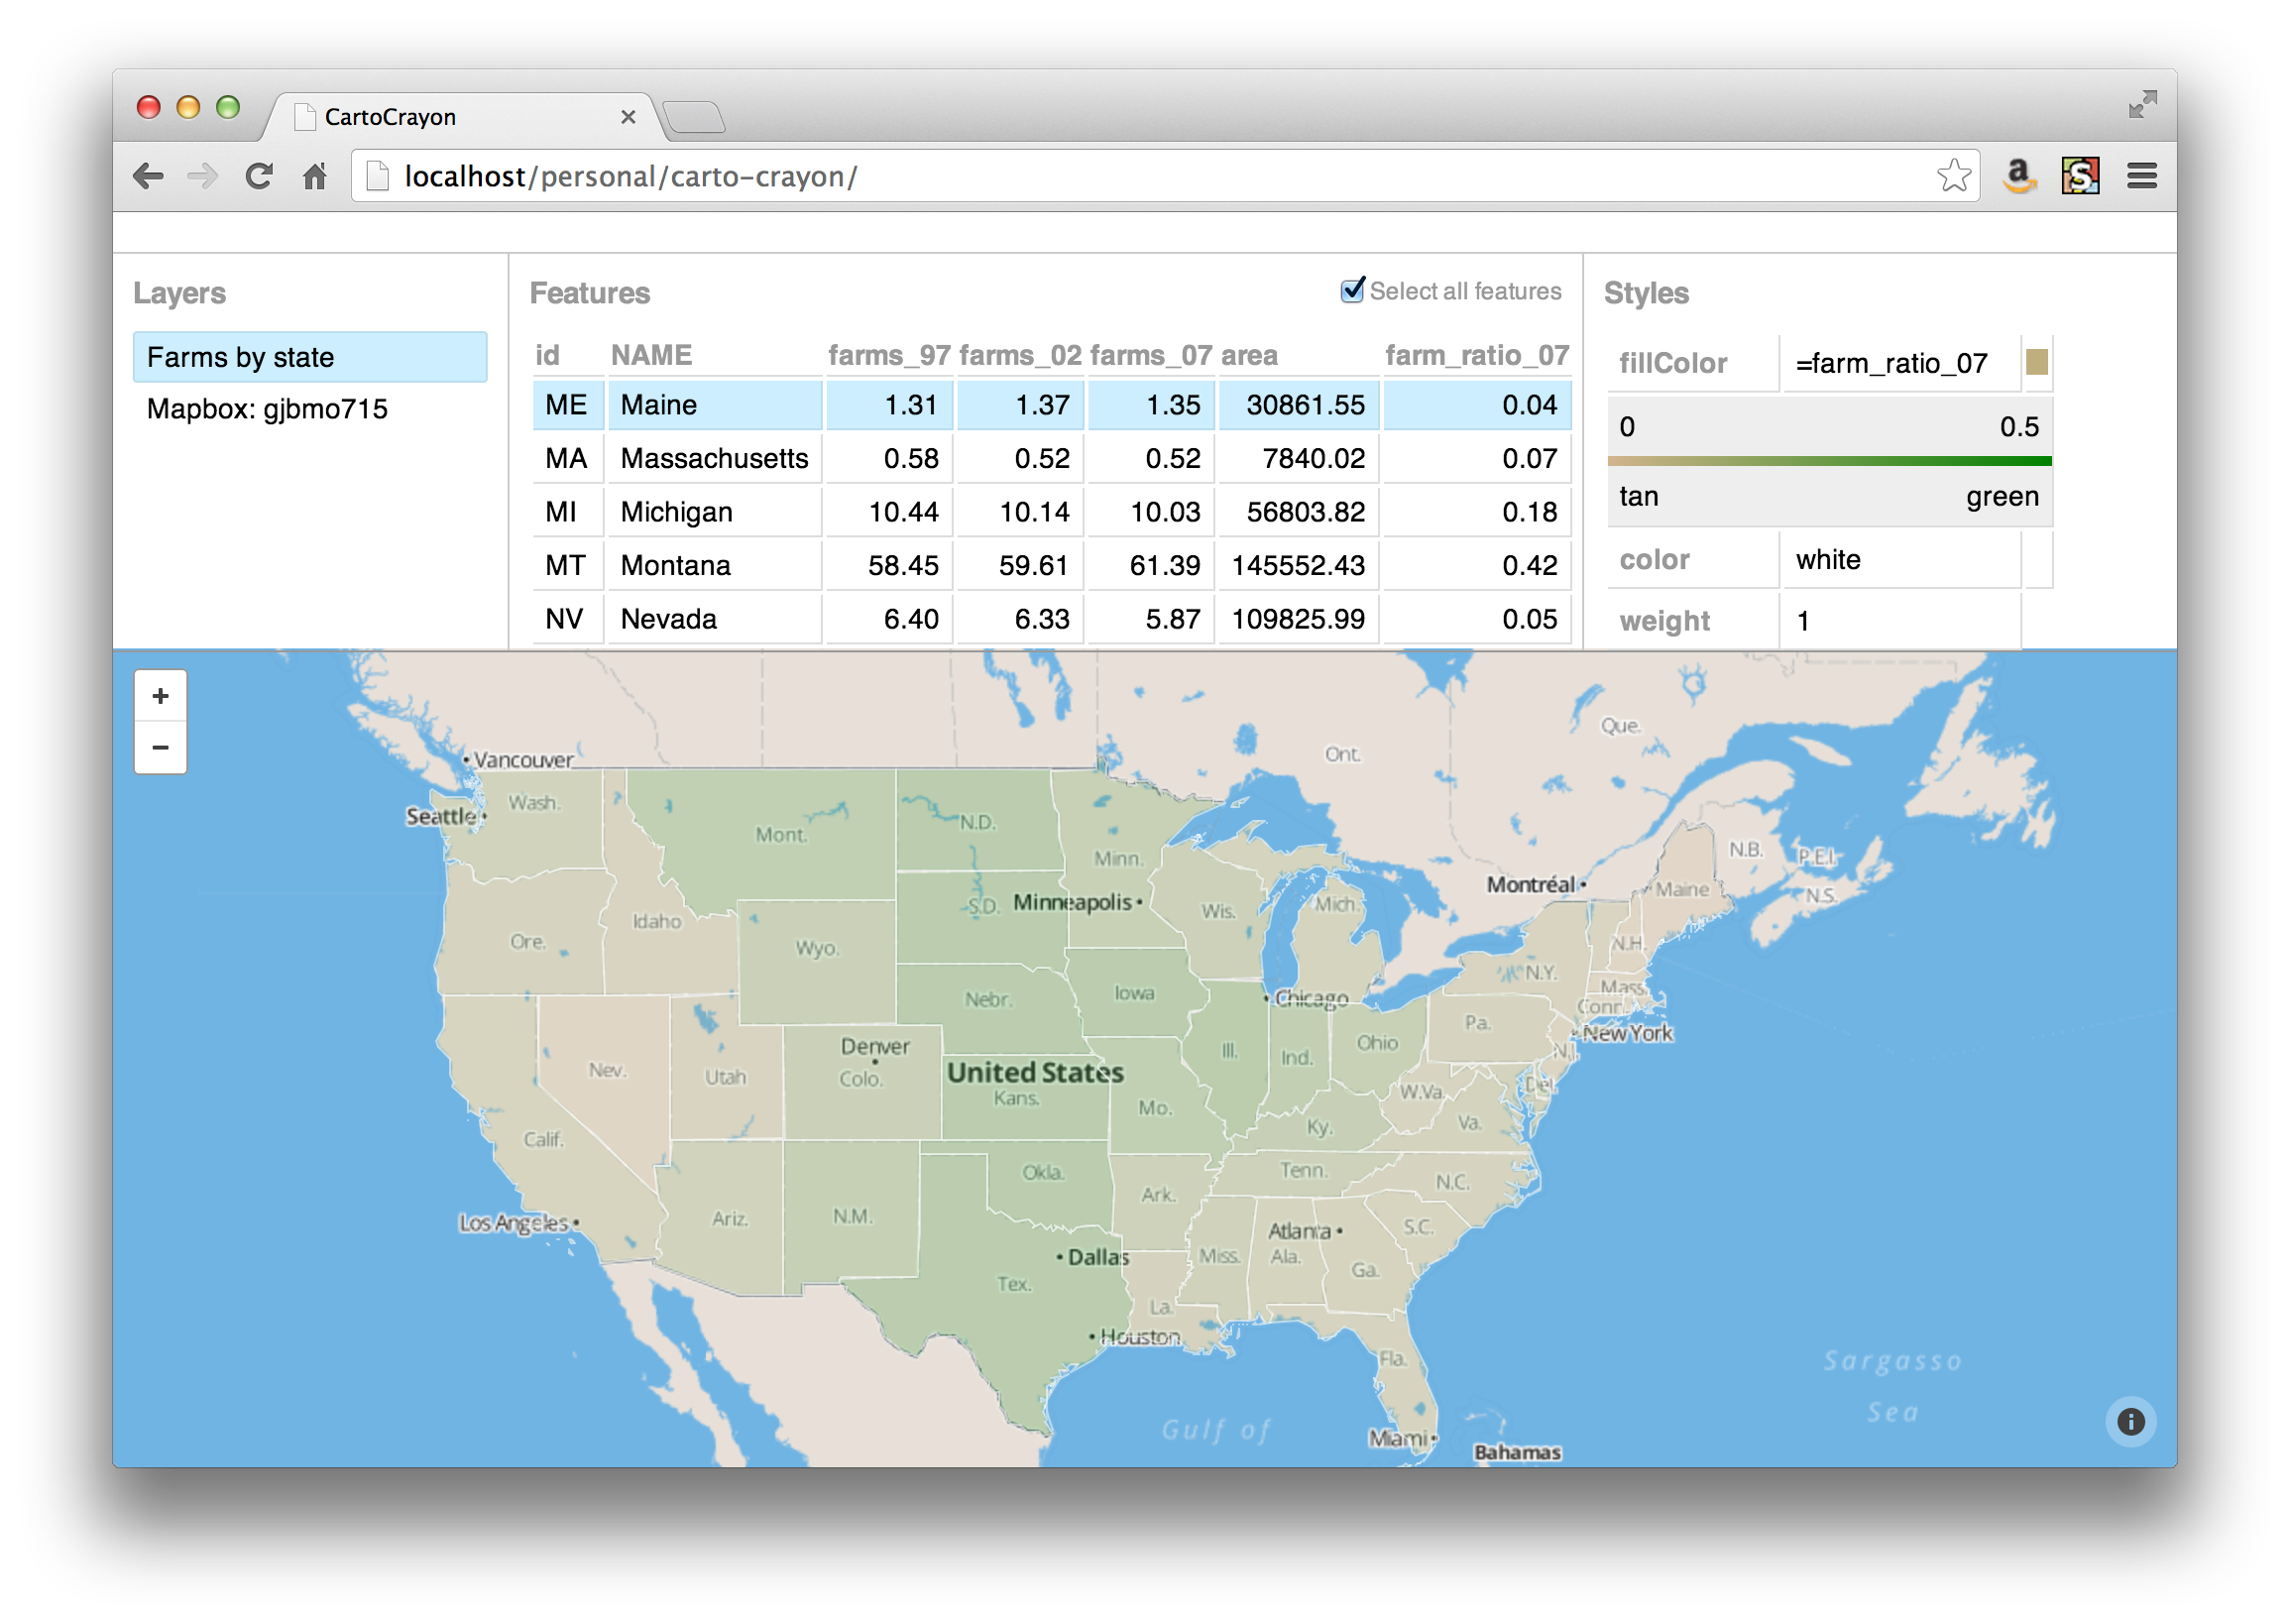 CartoCrayon
localhost/personal/carto-crayon/
Layers
Farms by state
Mapbox: gjbmo715
Features
Select all features
id NAME farms_97 farms_02 farms_07 area farm_ratio_07
ME Maine 1.31 1.37 1.35 30861.55 0.04
MA Massachusetts 0.58 0.52 0.52 7840.02 0.07
MI Michigan 10.44 10.14 10.03 56803.82 0.18
MT Montana 58.45 59.61 61.39 145552.43 0.42
NV Nevada 6.40 6.33 5.87 109825.99 0.05
Styles
fillColor =farm_ratio_07
0 0.5
tan green
color white
weight 1
+
−
Que.
Ont.
Vancouver
Wash.
Seattle
Mont.
N.D.
Minn.
N.B.
P.E.I.
Montréal
Maine
N.S.
Idaho
S.D.
Minneapolis
Wis.
Mich.
Ore.
Wyo.
N.H.
N.Y.
Nebr.
Iowa
Mass.
Chicago
Conn.
Pa.
New York
Nev.
Utah
Denver
Colo.
Ill.
Ind.
Ohio
N.J.
United States
Kans.
Mo.
W.Va.
Del.
Va.
Calif.
Ky.
Okla.
Tenn.
N.C.
Ark.
Los Angeles
Ariz.
N.M.
Atlanta
S.C.
Dallas
Miss.
Ala.
Ga.
Tex.
La.
Houston
Fla.
Sargasso
Sea
Gulf of
Miami
Bahamas